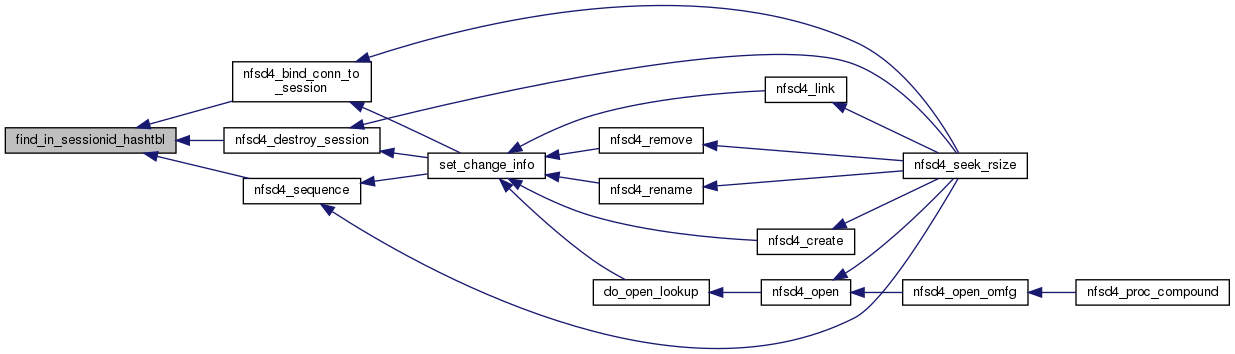 nfsd4_bind_conn_to
_session
nfsd4_link
find_in_sessionid_hashtbl
nfsd4_destroy_session
nfsd4_remove
set_change_info
nfsd4_seek_rsize
nfsd4_sequence
nfsd4_rename
nfsd4_create
do_open_lookup
nfsd4_open
nfsd4_open_omfg
nfsd4_proc_compound